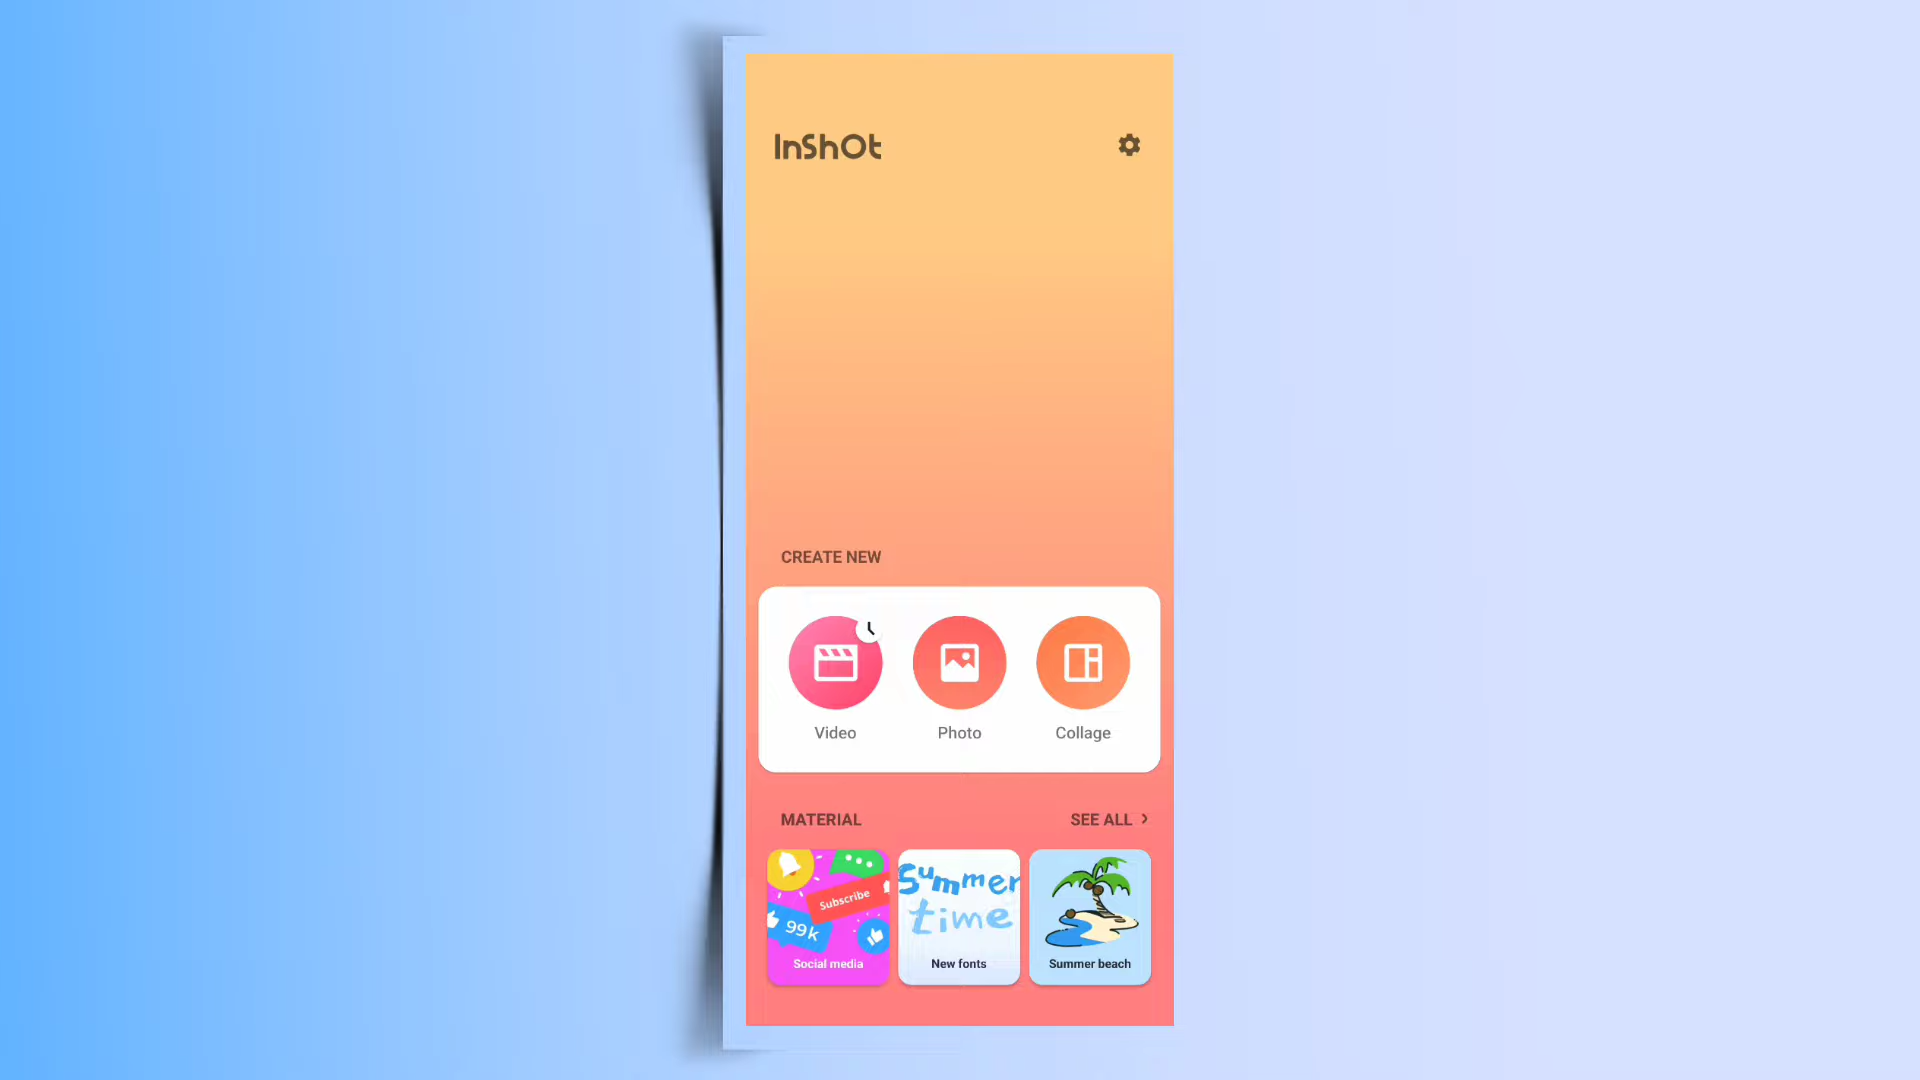 InShOt
CREATE NEW
Video
Photo
Collage
MATERIAL
SEE ALL
Subscribe
99k
Social media
Summer
time
New fonts
Summer beach